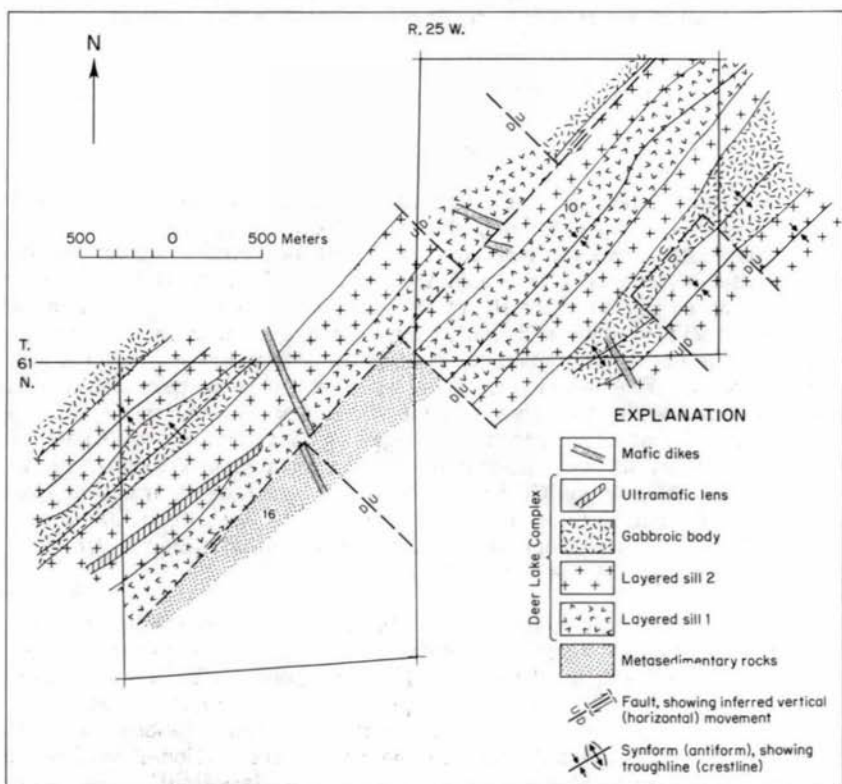 R. 25 W.
N
D/U
10
U/D
500 0 500 Meters
U/D
D/U
T.
61
N.
U/D
D/U
EXPLANATION
Mafic dikes
Ultramafic lens
Gabbroic body
Layered sill 2
Layered sill 1
Metasedimentary rocks
Deer Lake Complex
16
D/U
U/D
Fault, showing inferred vertical
(horizontal) movement
Synform (antiform), showing
troughline (crestline)